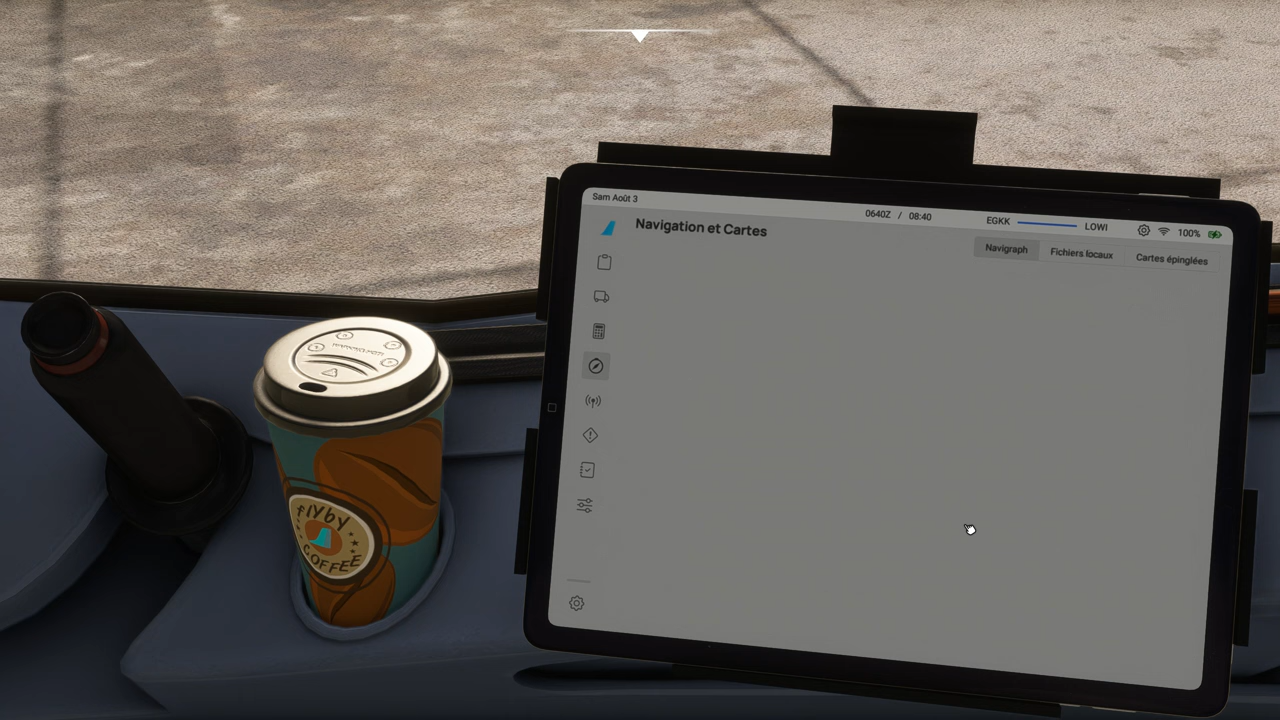 Sam Août 3
0640Z / 08:40
EGKK
LOWI
100%
Navigation et Cartes
Navigraph
Fichiers locaux
Cartes épinglées
flyby
COFFEE